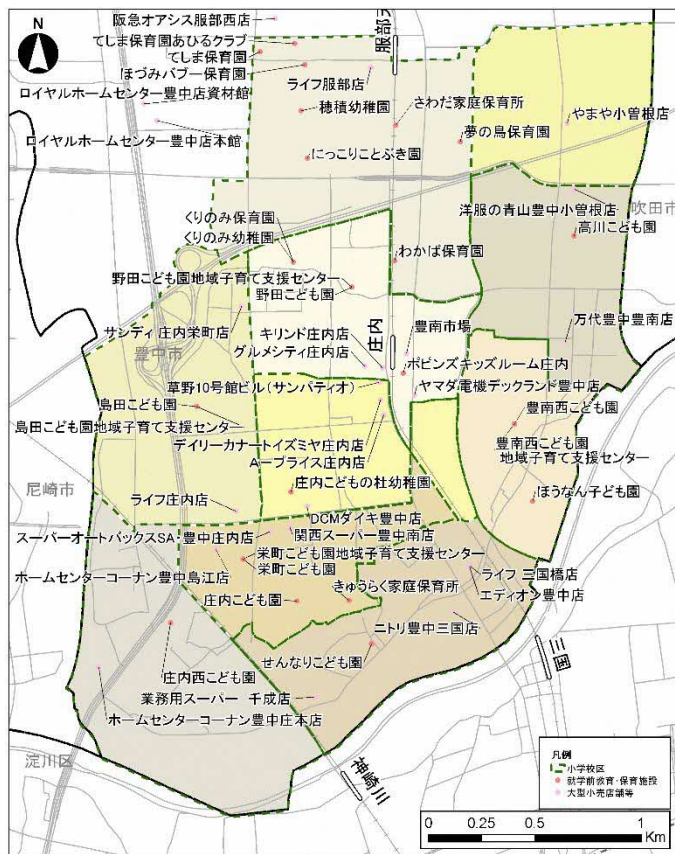 阪急オアシス服部西店
服部天
てしま保育園あひるクラブ
てしま保育園
ほづみバブー保育園
ライフ服部店
ロイヤルホームセンター豊中店資材館
穂積幼稚園
さわだ家庭保育所
やまや小曽根店
ロイヤルホームセンター豊中店本館
夢の鳥保育園
にっこりことぶき園
洋服の青山豊中小曽根店
吹田市
高川こども園
くりのみ保育園
くりのみ幼稚園
わかば保育園
野田こども園地域子育て支援センター
野田こども園
サンディ 庄内栄町店
庄内
豊南市場
万代豊中豊南店
豊中市
キリンド庄内店
グルメシティ庄内店
ポピンズキッズルーム庄内
草野10号館ビル(サンパティオ)
ヤマダ電機デックランド豊中店
島田こども園
豊南西こども園
島田こども園地域子育て支援センター
デイリーカナートイズミヤ庄内店
豊南西こども園
地域子育て支援センター
Aープライス庄内店
尼崎市
庄内こどもの杜幼稚園
ほうなん子ども園
ライフ庄内店
DCMダイキ豊中店
スーパーオートバックスSA・豊中庄内店
関西スーパー豊中南店
栄町こども園地域子育て支援センター
ホームセンターコーナン豊中島江店
栄町こども園
ライフ 三国橋店
きゅうらく家庭保育所
エディオン豊中店
庄内こども園
ニトリ豊中三国店
三国
せんなりこども園
庄内西こども園
業務用スーパー 千成店
ホームセンターコーナン豊中庄本店
淀川区
神崎川
凡例
小学校区
就学前教育・保育施設
大型小売店舗等
0 0.25 0.5 1
Km